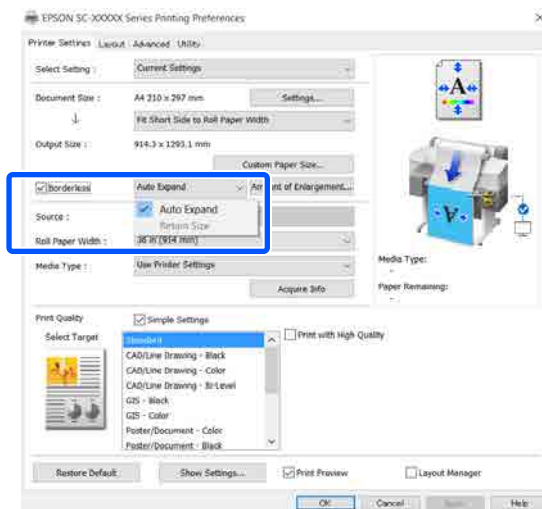 EPSON SC-XXXXX Series Printing Preferences
Printer Settings Layout Advanced Utility
Select Setting : Current Settings
Document Size : A4 210 x 297 mm Settings...
Fit Short Side to Roll Paper Width
Output Size : 914.3 x 1293.1 mm
Custom Paper Size...
Borderless Auto Expand Amount of Enlargement...
Auto Expand
Source :
Retain Size
Roll Paper Width : 36 in (914 mm)
Media Type : Use Printer Settings
Acquire Info
A
Media Type:
-
Paper Remaining:
-
Print Quality Simple Settings
Select Target Standard Print with High Quality
CAD/Line Drawing - Black
CAD/Line Drawing - Color
CAD/Line Drawing - Bi-Level
GIS - Black
GIS - Color
Poster/Document - Color
Poster/Document - Black
Restore Default Show Settings... Print Preview Layout Manager
OK Cancel Help